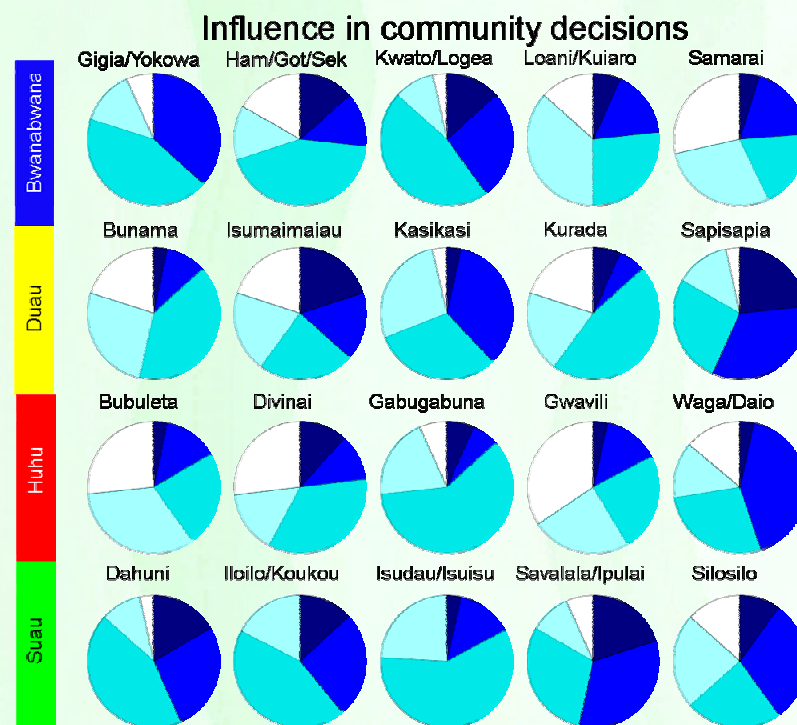 Influence in community decisions
Gigia/Yokowa Ham/Got/Sek Kwato/Logea Loani/Kuiaro Samarai
Bwanabwana
Bunama Isumaimaiau Kasikasi Kurada Sapisapia
Duau
Bubuleta Divinai Gabugabuna Gwavili Waga/Daio
Huhu
Dahuni Iloilo/Koukou Isudau/Isuisu Savalala/Ipulai Silosilo
Suau